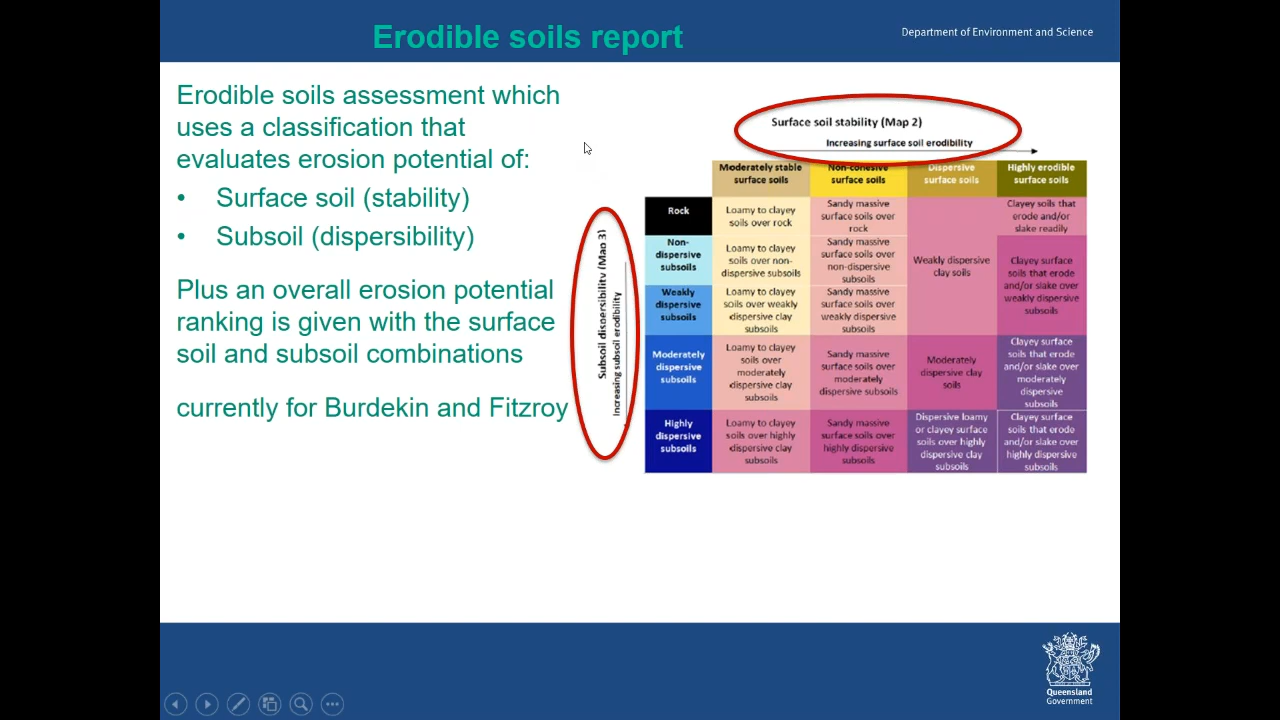 Erodible soils report
Department of Environment and Science
Erodible soils assessment which
uses a classification that
evaluates erosion potential of:
• Surface soil (stability)
• Subsoil (dispersibility)
Plus an overall erosion potential
ranking is given with the surface
soil and subsoil combinations
currently for Burdekin and Fitzroy
Surface soil stability (Map 2)
Increasing surface soil erodibility
Subsoil dispersibility (Map 3)
Increasing subsoil erodibility
Moderately stable
surface soils
Non-cohesive
surface soils
Dispersive
surface soils
Highly erodible
surface soils
Rock
Loamy to clayey
soils over rock
Sandy massive
surface soils over
rock
Weakly dispersive
clay soils
Clayey soils that
erode and/or
slake readily
Non-
dispersive
subsoils
Loamy to clayey
soils over non-
dispersive subsoils
Sandy massive
surface soils over
non-dispersive
subsoils
Clayey surface
soils that erode
and/or slake over
weakly dispersive
subsoils
Weakly
dispersive
subsoils
Loamy to clayey
soils over weakly
dispersive clay
subsoils
Sandy massive
surface soils over
weakly dispersive
subsoils
Moderately
dispersive
subsoils
Loamy to clayey
soils over
moderately
dispersive clay
subsoils
Sandy massive
surface soils over
moderately
dispersive subsoils
Moderately
dispersive clay
soils
Clayey surface
soils that erode
and/or slake over
moderately
dispersive
subsoils
Highly
dispersive
subsoils
Loamy to clayey
soils over highly
dispersive clay
subsoils
Sandy massive
surface soils over
highly dispersive
subsoils
Dispersive loamy
or clayey surface
soils over highly
dispersive clay
subsoils
Clayey surface
soils that erode
and/or slake over
highly dispersive
subsoils
Queensland
Government